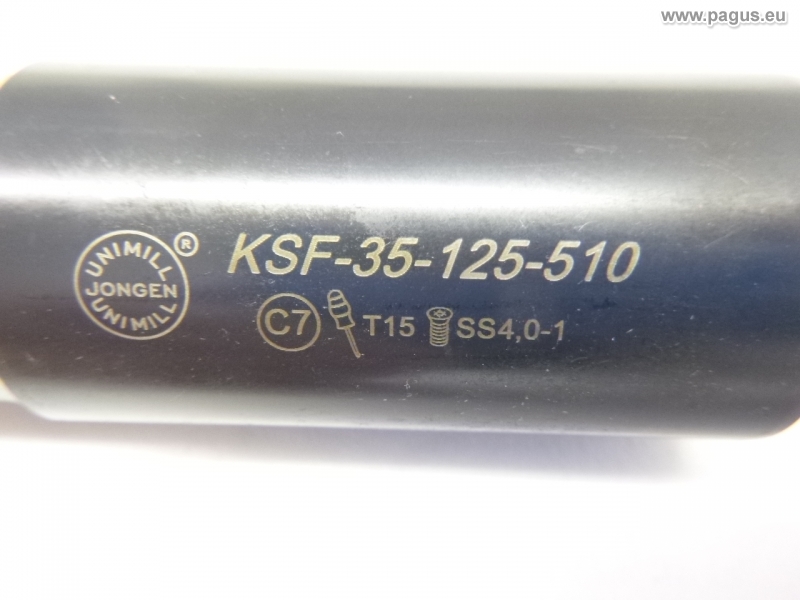 www.pagus.eu
UNIMILL
JONGEN
UNIMILL
®
KSF-35-125-510
C7 T15 SS4,0-1